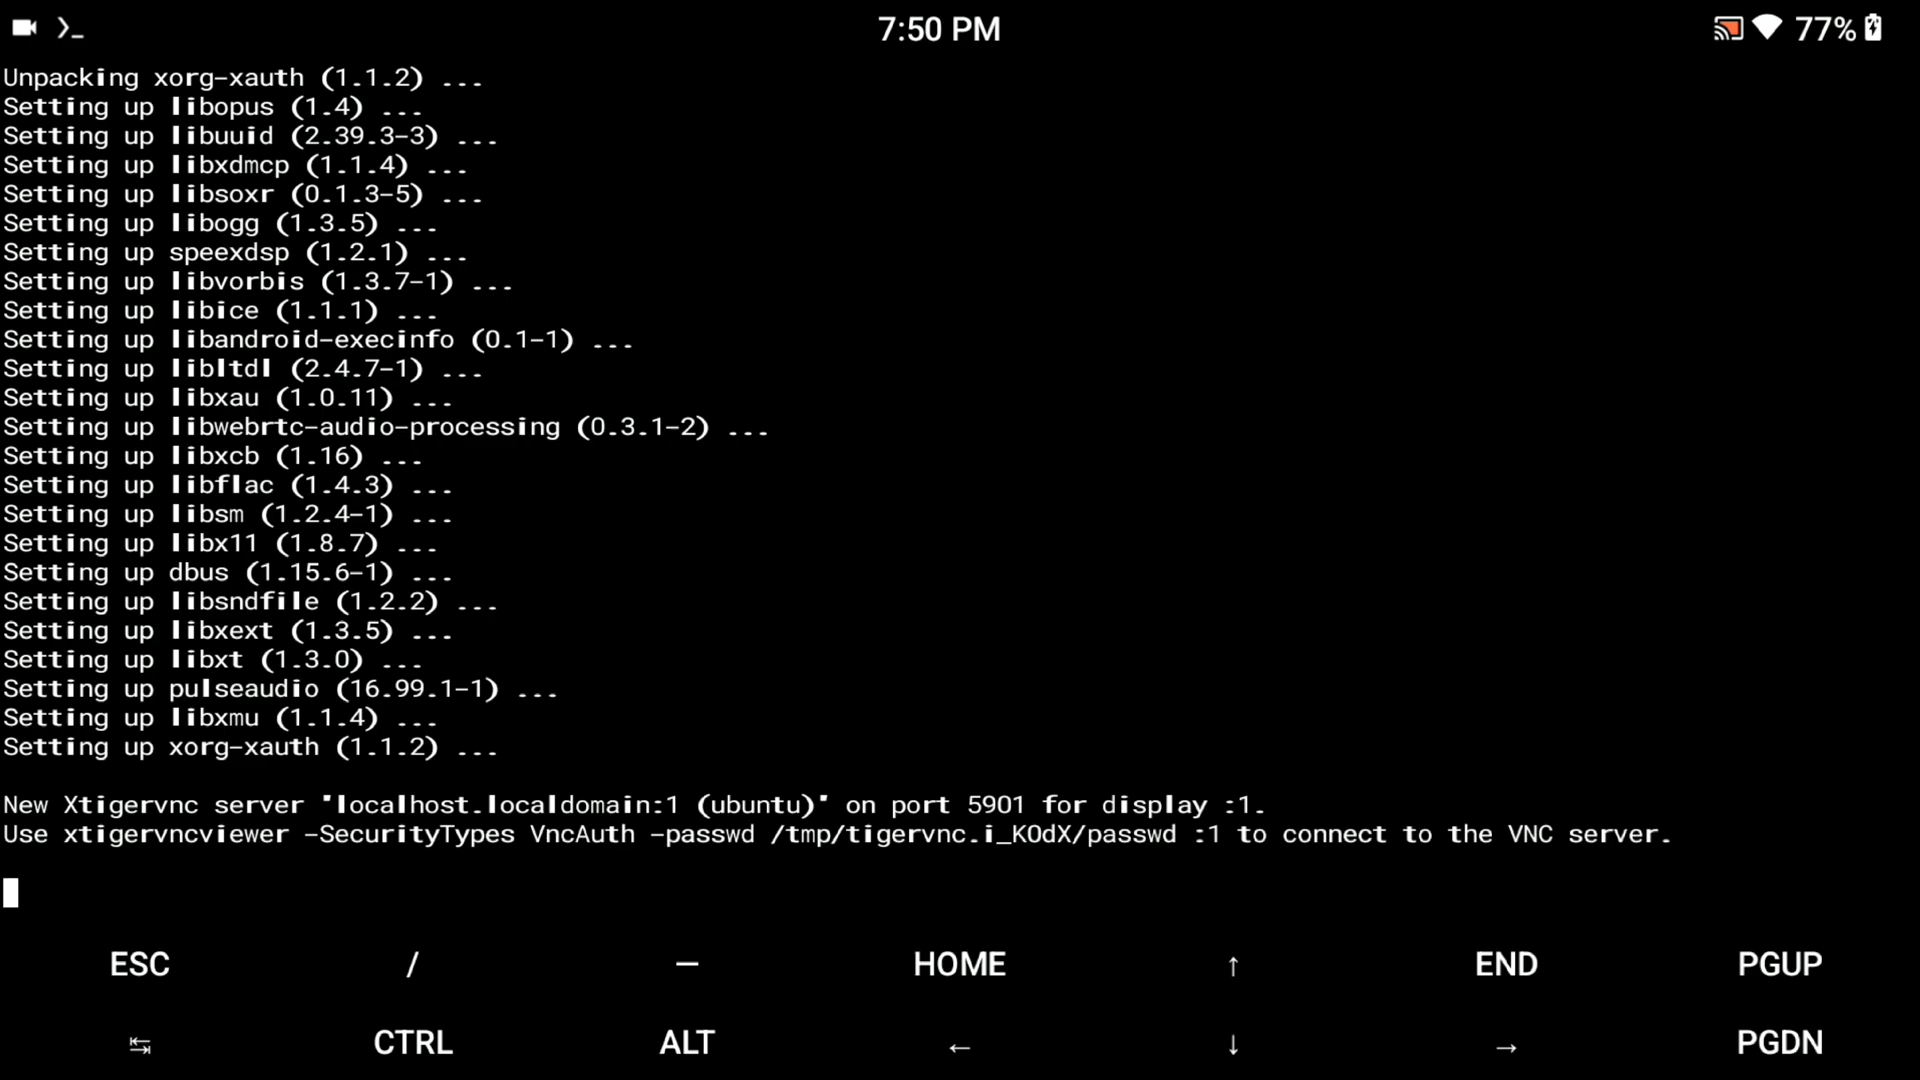 7:50 PM
77%
Unpacking xorg-xauth (1.1.2) ...
Setting up libopus (1.4) ...
Setting up libuuid (2.39.3-3) ...
Setting up libxdmcp (1.1.4) ...
Setting up libsoxr (0.1.3-5) ...
Setting up libogg (1.3.5) ...
Setting up speexdsp (1.2.1) ...
Setting up libvorbis (1.3.7-1) ...
Setting up libice (1.1.1) ...
Setting up libandroid-execinfo (0.1-1) ...
Setting up libltdl (2.4.7-1) ...
Setting up libxau (1.0.11) ...
Setting up libwebrtc-audio-processing (0.3.1-2) ...
Setting up libxcb (1.16) ...
Setting up libflac (1.4.3) ...
Setting up libsm (1.2.4-1) ...
Setting up libx11 (1.8.7) ...
Setting up dbus (1.15.6-1) ...
Setting up libsndfile (1.2.2) ...
Setting up libxext (1.3.5) ...
Setting up libxt (1.3.0) ...
Setting up pulseaudio (16.99.1-1) ...
Setting up libxmu (1.1.4) ...
Setting up xorg-xauth (1.1.2) ...
New Xtigervnc server 'localhost.localdomain:1 (ubuntu)' on port 5901 for display :1.
Use xtigervncviewer -SecurityTypes VncAuth -passwd /tmp/tigervnc.i_KOdX/passwd :1 to connect to the VNC server.
ESC / — HOME ↑ END PGUP
↹ CTRL ALT ← ↓ → PGDN